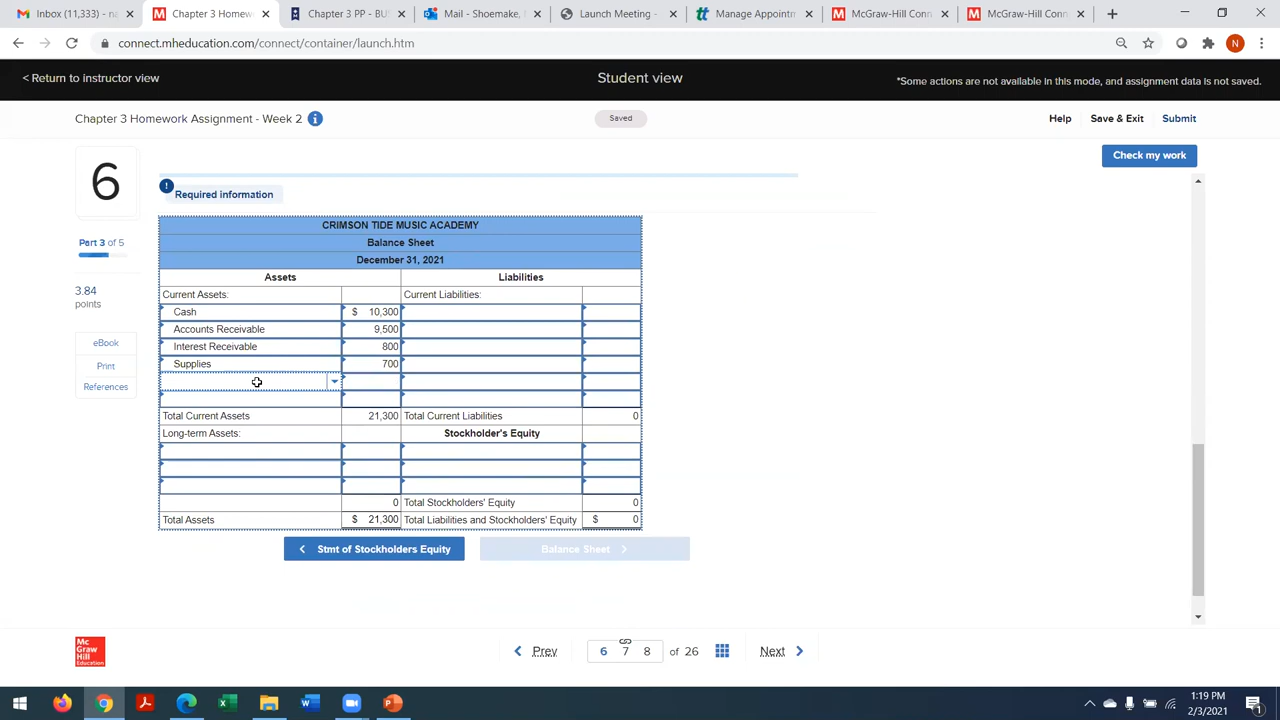 Inbox (11,333) - na
Chapter 3 Homew
Chapter 3 PP - BU
Mail - Shoemake,
Launch Meeting -
Manage Appointm
McGraw-Hill Conn
McGraw-Hill Conn
connect.mheducation.com/connect/container/launch.htm
N
< Return to instructor view
Student view
*Some actions are not available in this mode, and assignment data is not saved.
Chapter 3 Homework Assignment - Week 2
Saved
Help
Save & Exit
Submit
Check my work
6
Part 3 of 5
3.84
points
eBook
Print
References
! Required information
CRIMSON TIDE MUSIC ACADEMY
Balance Sheet
December 31, 2021
Assets Liabilities
Current Assets: Current Liabilities:
Cash $ 10,300
Accounts Receivable 9,500
Interest Receivable 800
Supplies 700
Total Current Assets 21,300 Total Current Liabilities 0
Long-term Assets: Stockholder's Equity
0 Total Stockholders' Equity 0
Total Assets $ 21,300 Total Liabilities and Stockholders' Equity $ 0
< Stmt of Stockholders Equity
Balance Sheet >
Mc
Graw
Hill
Education
< Prev
6 7 8 of 26
Next >
1:19 PM
2/3/2021